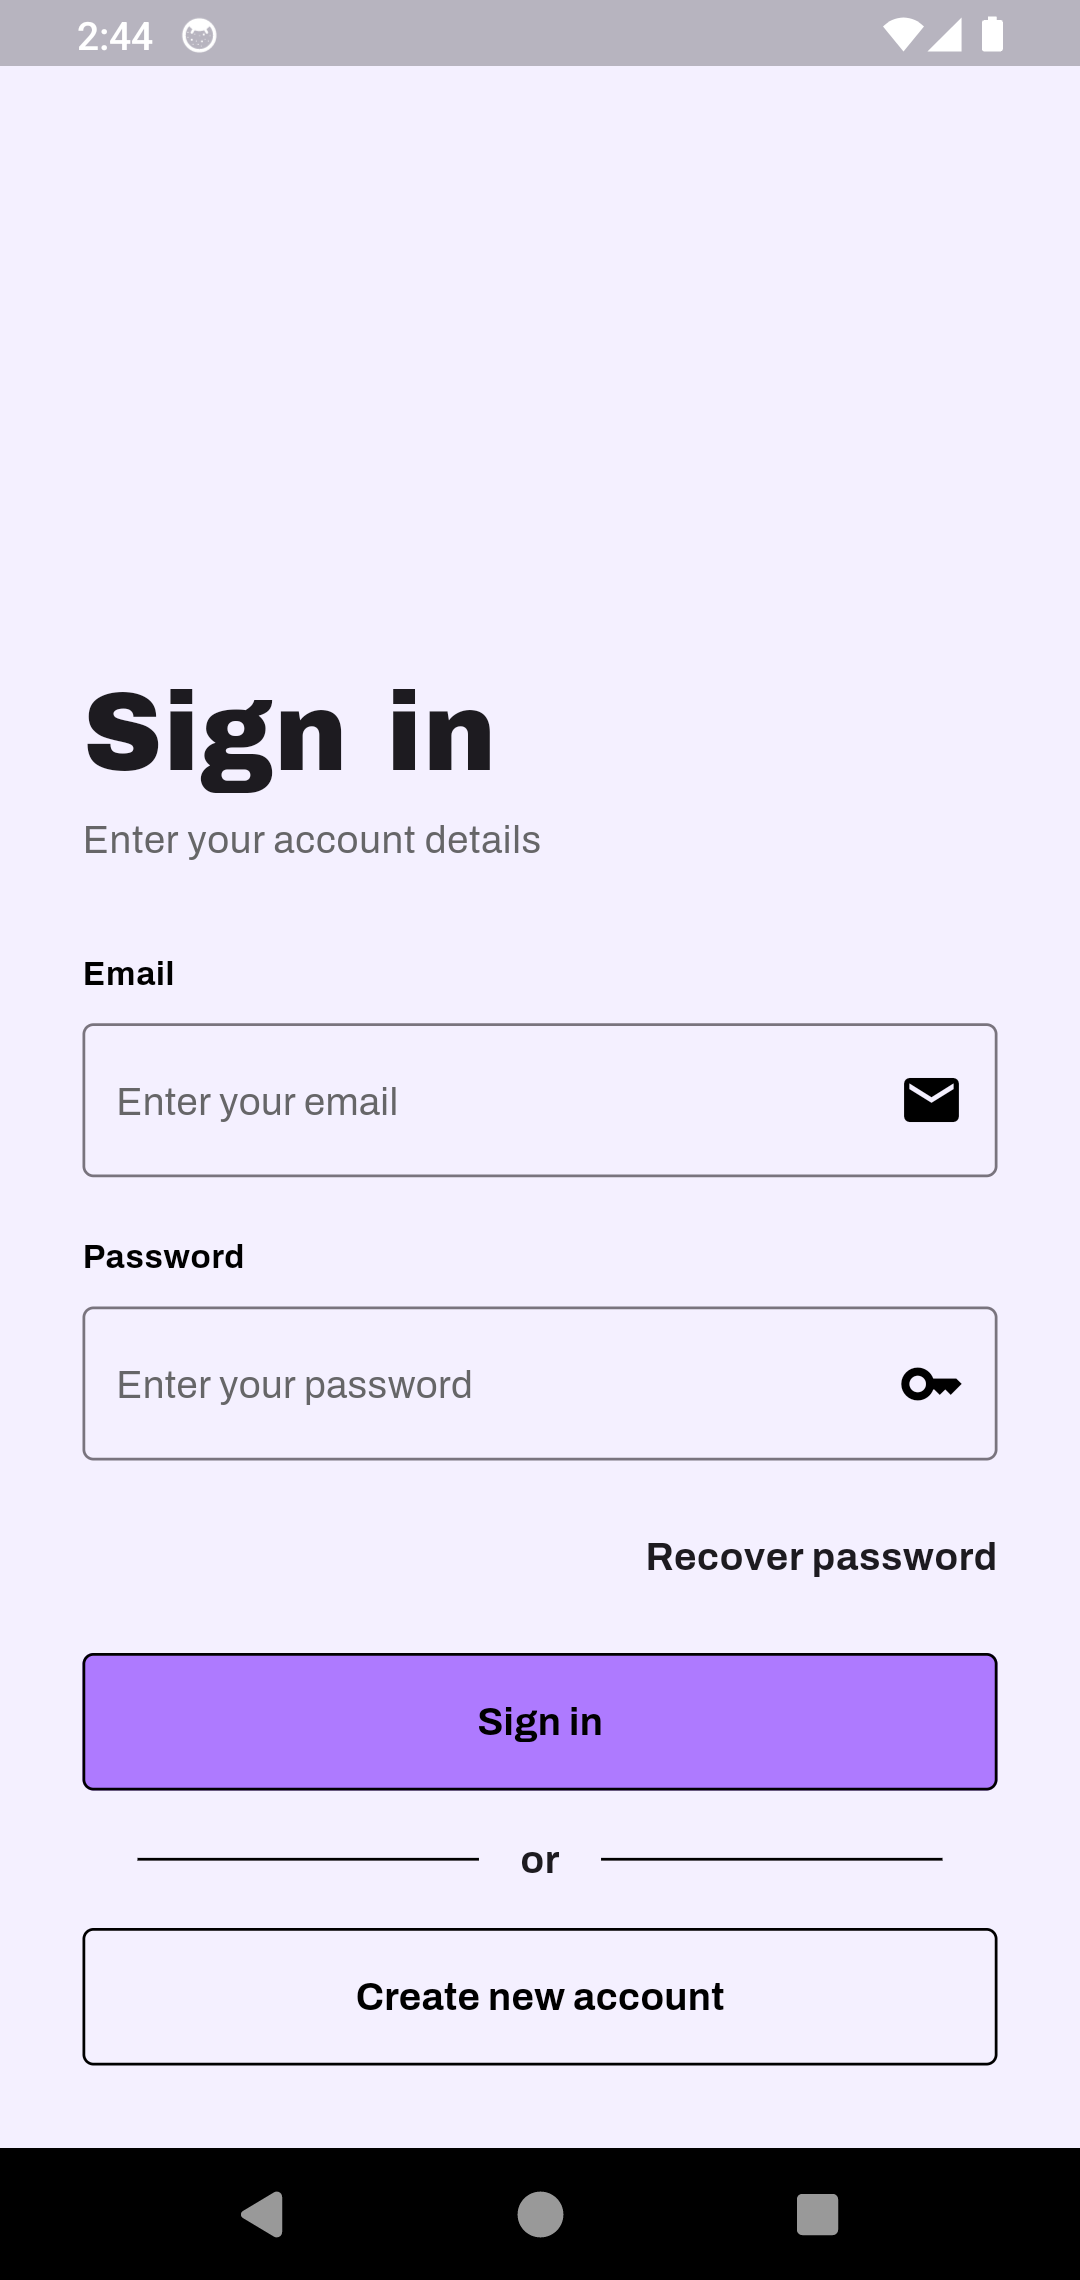 2:44
Sign in
Enter your account details
Email
Enter your email
Password
Enter your password
Recover password
Sign in
or
Create new account